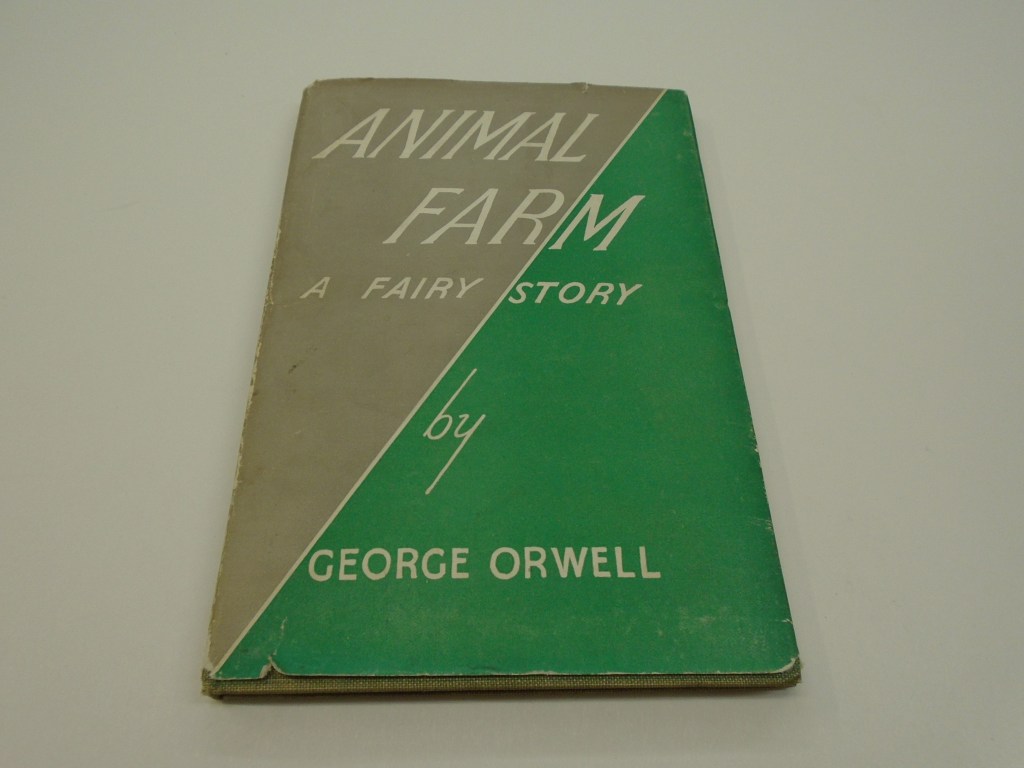 ANIMAL
FARM
A FAIRY STORY
by
GEORGE ORWELL